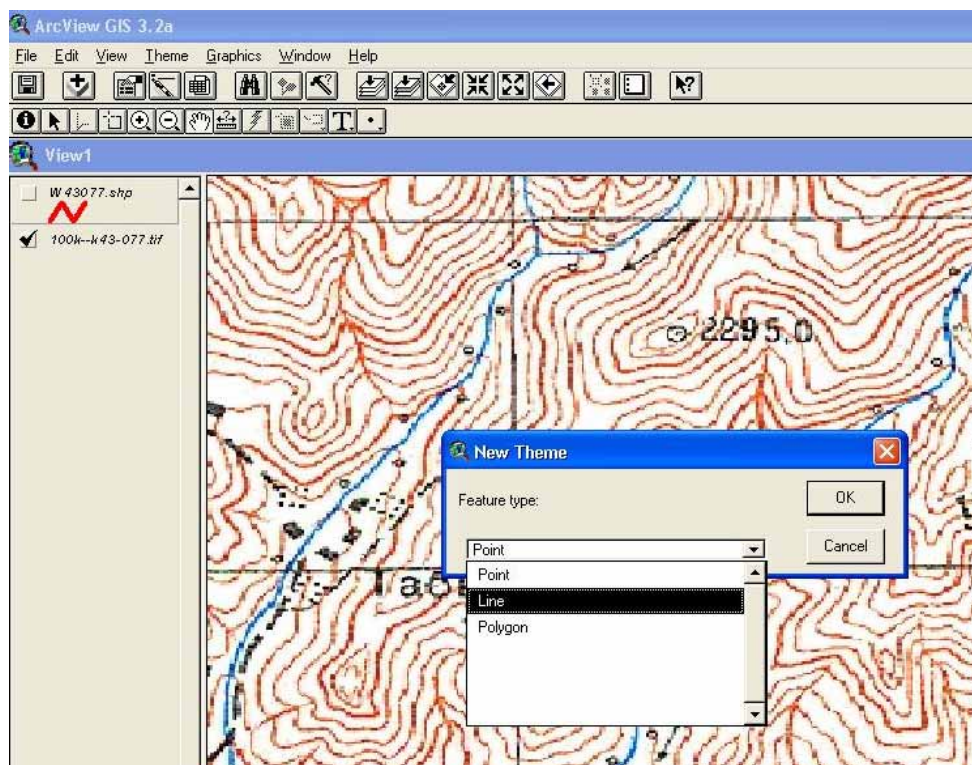 ArcView GIS 3.2a
File Edit View Theme Graphics Window Help
T
View1
W43077.shp
100k--k43-077.tif
2295,0
New Theme
Feature type:
OK
Point
Cancel
Point
Line
Polygon